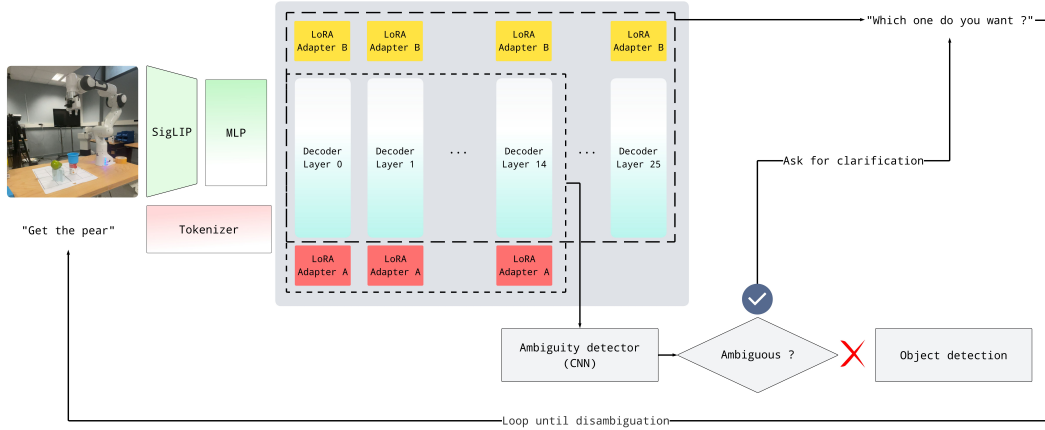 LoRA
Adapter B
LoRA
Adapter B
LoRA
Adapter B
LoRA
Adapter B
"Which one do you want ?"
SigLIP
MLP
Decoder
Layer 0
Decoder
Layer 1
...
Decoder
Layer 14
...
Decoder
Layer 25
Ask for clarification
"Get the pear"
Tokenizer
LoRA
Adapter A
LoRA
Adapter A
LoRA
Adapter A
Ambiguity detector
(CNN)
Ambiguous ?
Object detection
Loop until disambiguation